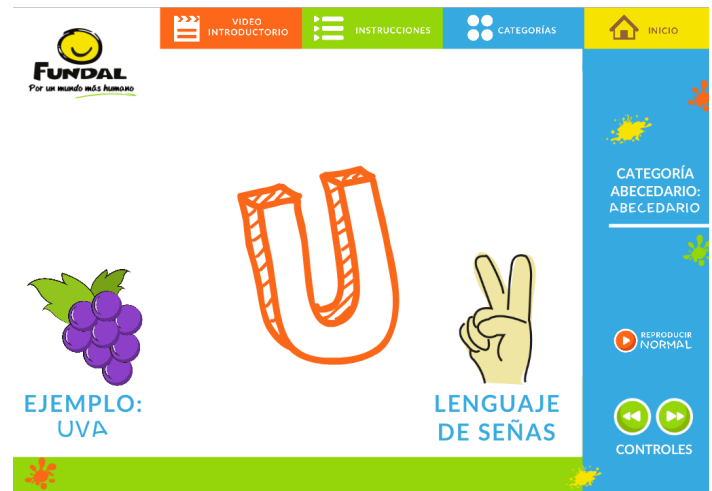 FUNDAL
Por un mundo más humano
VIDEO
INTRODUCTORIO
INSTRUCCIONES
CATEGORÍAS
INICIO
CATEGORÍA
ABECEDARIO:
ABECEDARIO
U
EJEMPLO:
UVA
LENGUAJE
DE SEÑAS
REPRODUCIR
NORMAL
CONTROLES